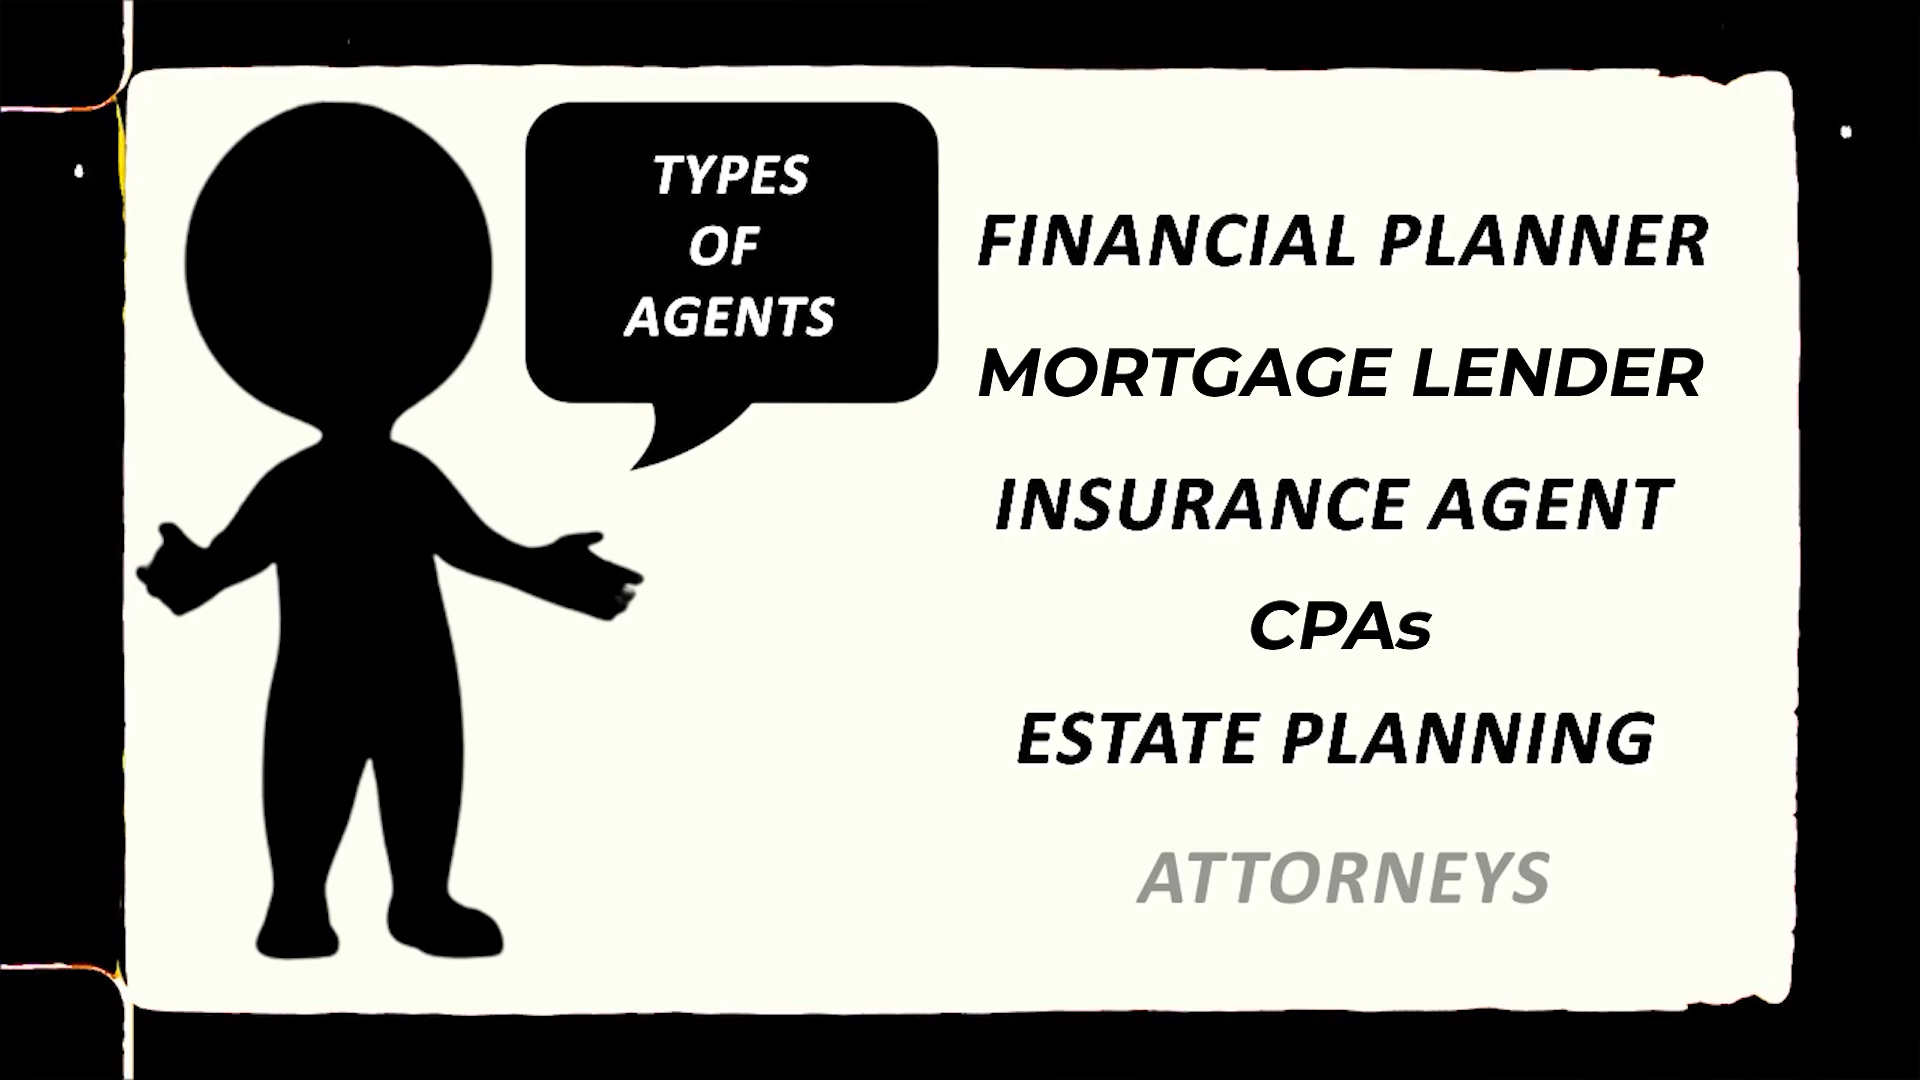 TYPES
OF
AGENTS
FINANCIAL PLANNER
MORTGAGE LENDER
INSURANCE AGENT
CPAs
ESTATE PLANNING
ATTORNEYS